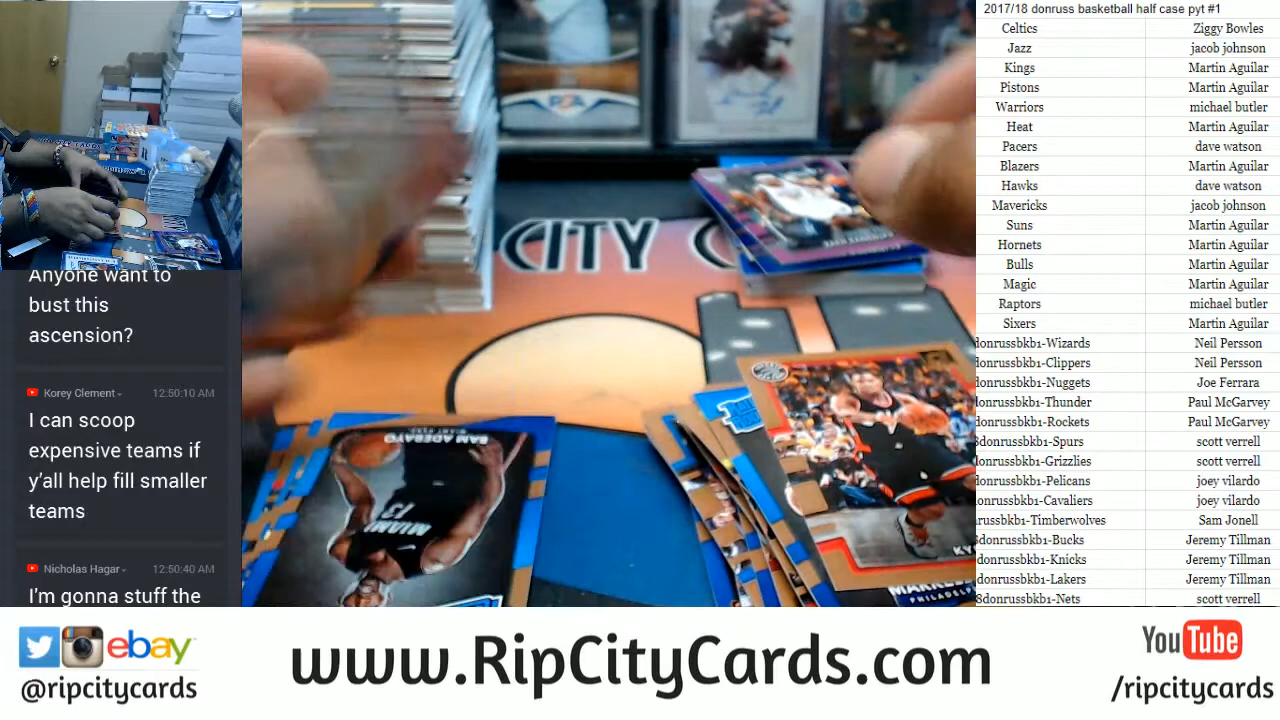 2017/18 donruss basketball half case pyt #1
Celtics Ziggy Bowles
Jazz jacob johnson
Kings Martin Aguilar
Pistons Martin Aguilar
Warriors michael butler
Heat Martin Aguilar
Pacers dave watson
Blazers Martin Aguilar
Hawks dave watson
Mavericks jacob johnson
Suns Martin Aguilar
Hornets Martin Aguilar
Bulls Martin Aguilar
Magic Martin Aguilar
Raptors michael butler
Sixers Martin Aguilar
donrussbkb1-Wizards Neil Persson
donrussbkb1-Clippers Neil Persson
donrussbkb1-Nuggets Joe Ferrara
donrussbkb1-Thunder Paul McGarvey
donrussbkb1-Rockets Paul McGarvey
donrussbkb1-Spurs scott verrell
donrussbkb1-Grizzlies scott verrell
donrussbkb1-Pelicans joey vilardo
donrussbkb1-Cavaliers joey vilardo
russbkb1-Timberwolves Sam Jonell
donrussbkb1-Bucks Jeremy Tillman
donrussbkb1-Knicks Jeremy Tillman
donrussbkb1-Lakers Jeremy Tillman
8donrussbkb1-Nets scott verrell
Anyone want to
bust this
ascension?
Korey Clement 12:50:10 AM
I can scoop
expensive teams if
y'all help fill smaller
teams
Nicholas Hagar 12:50:40 AM
I'm gonna stuff the
PSA
CITY C
BAM ADEBAYO
MIAMI HEAT
MIAMI
13
KY
MARKELLE
PHILADELP
ebay
@ripcitycards
www.RipCityCards.com
YouTube
/ripcitycards